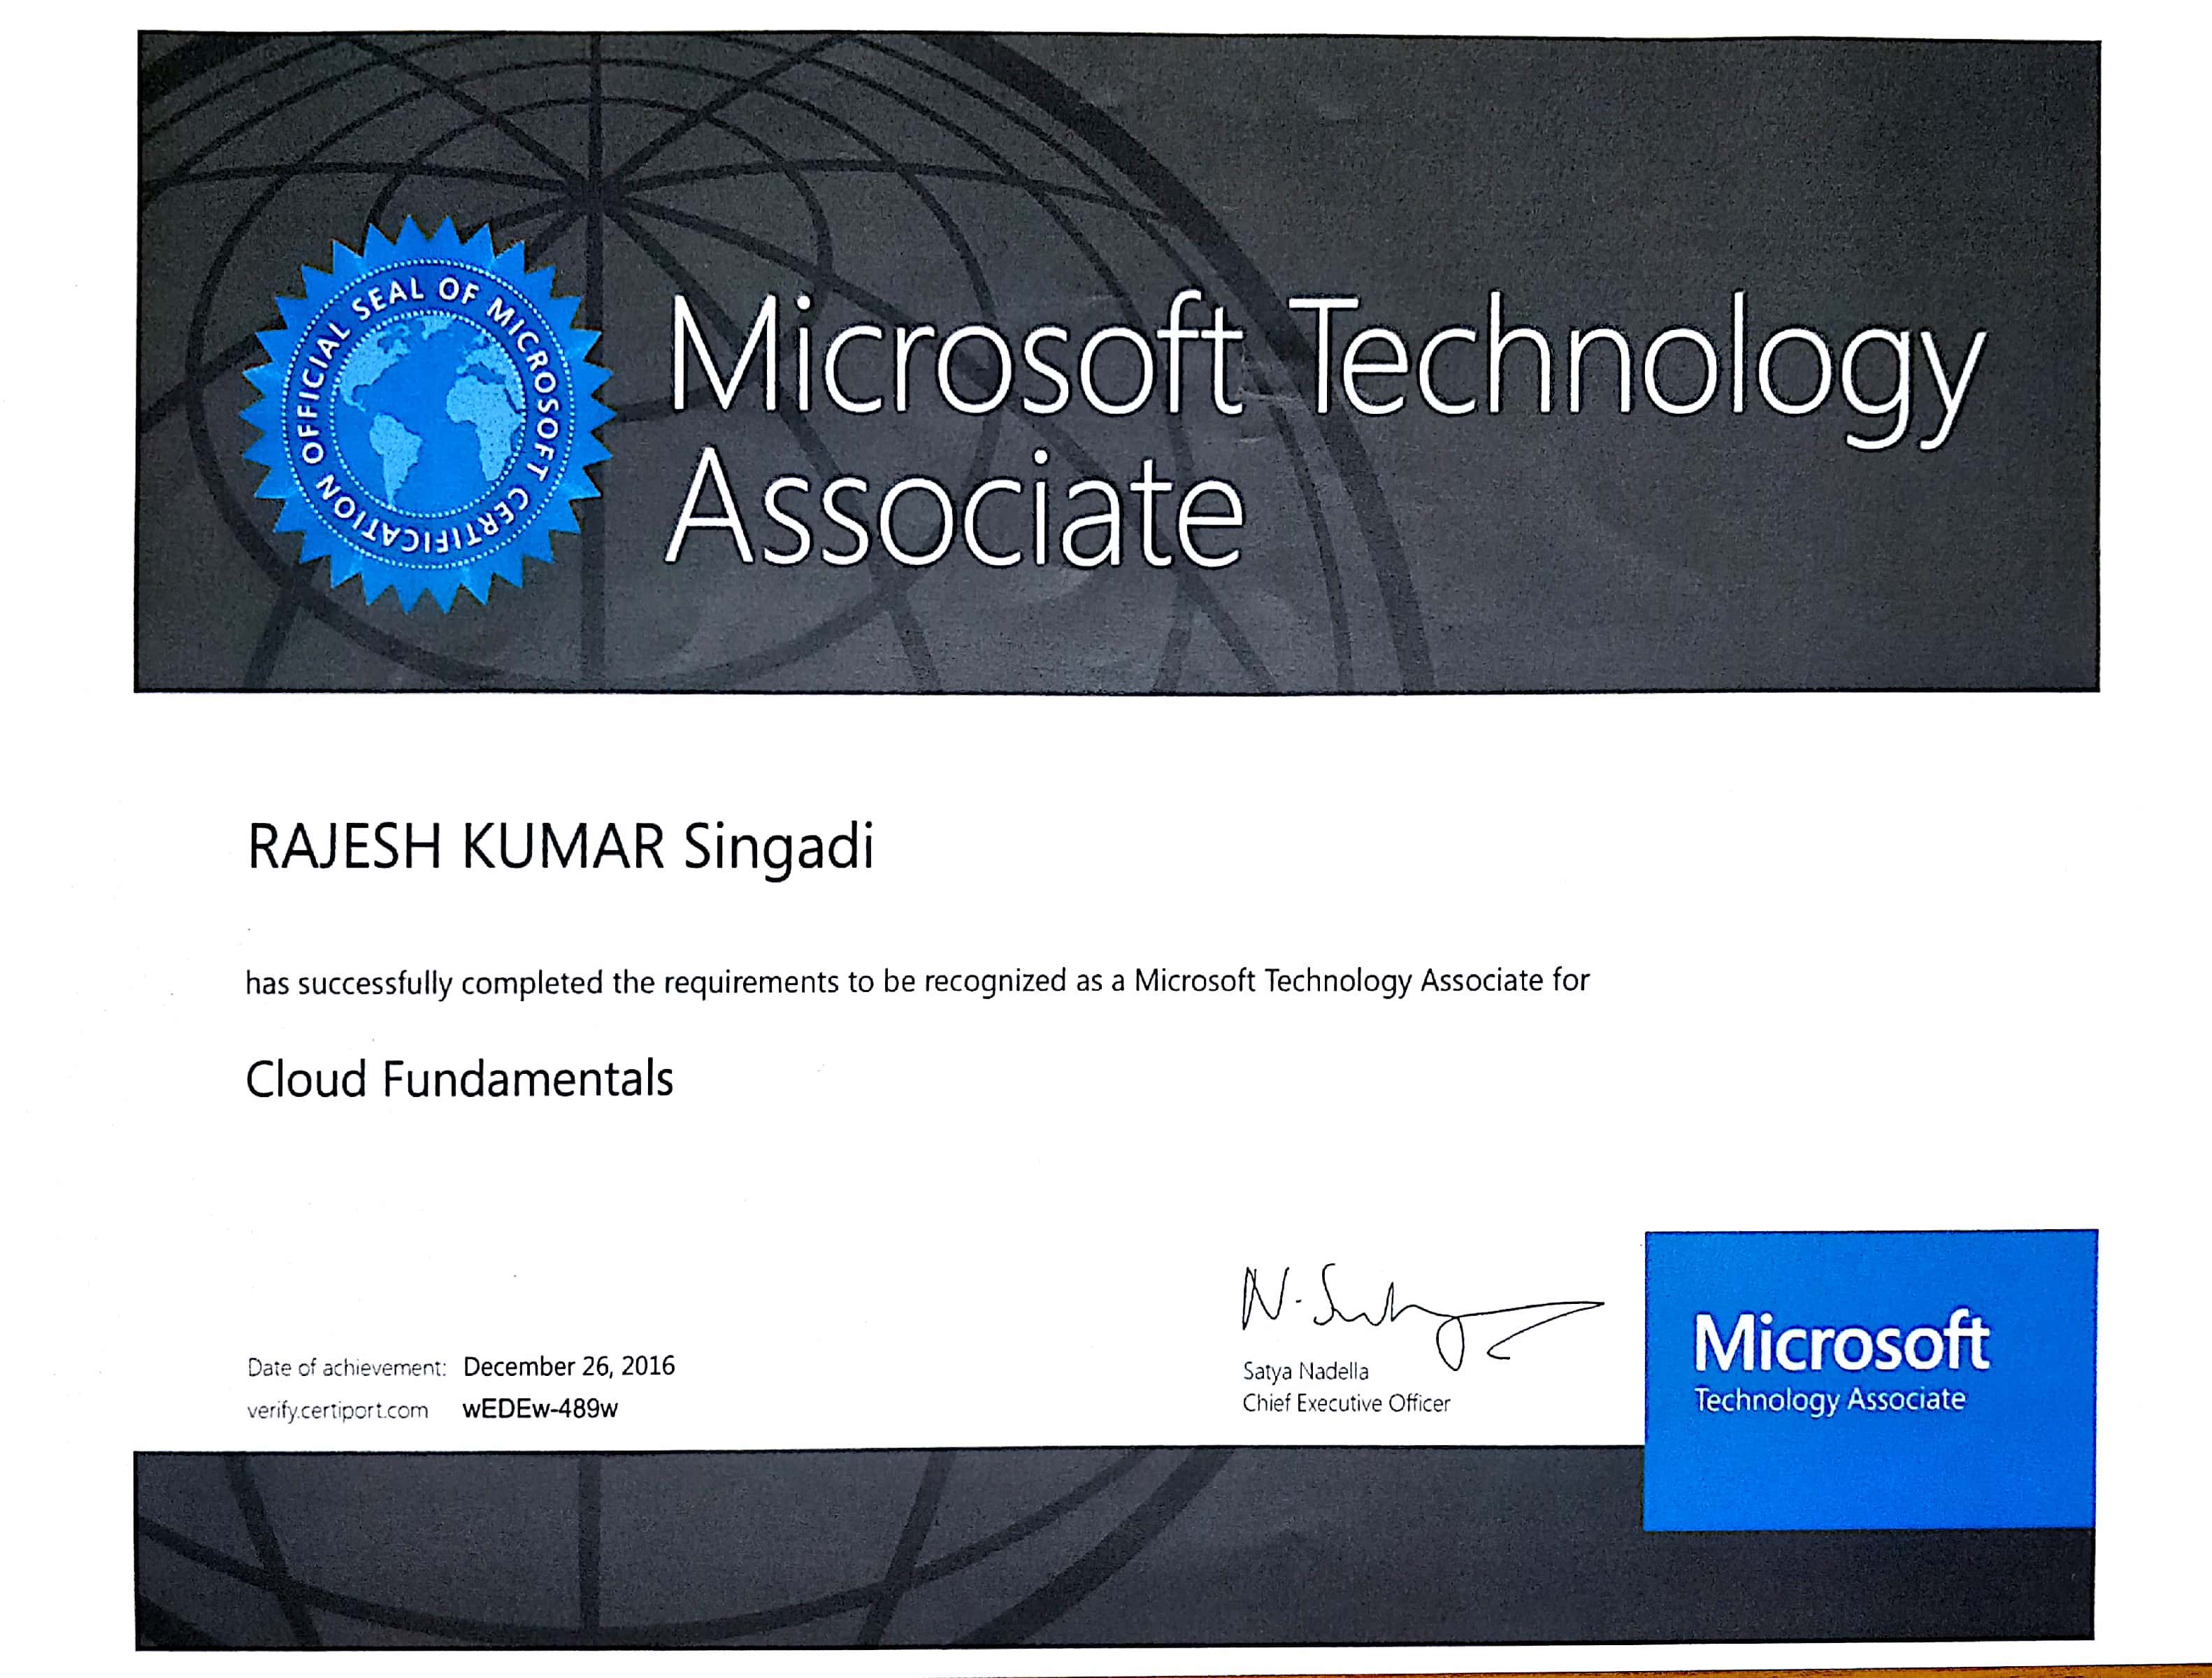 OFFICIAL SEAL OF MICROSOFT CERTIFICATION
Microsoft Technology
Associate
RAJESH KUMAR Singadi
has successfully completed the requirements to be recognized as a Microsoft Technology Associate for
Cloud Fundamentals
N. Satya
Satya Nadella
Chief Executive Officer
Date of achievement: December 26, 2016
verify.certiport.com wEDEw-489w
Microsoft
Technology Associate